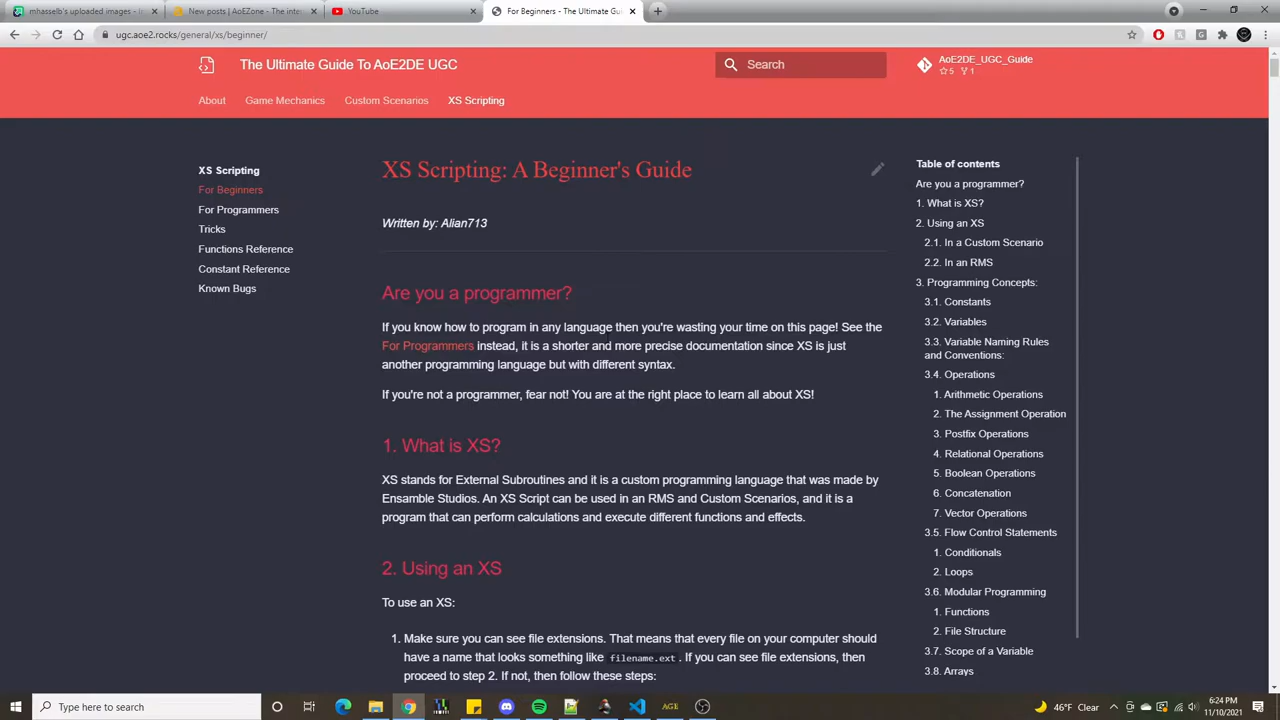 mhasselb's uploaded images - In
New posts | AoEZone - The inte
YouTube
For Beginners - The Ultimate Gu
ugc.aoe2.rocks/general/xs/beginner/
The Ultimate Guide To AoE2DE UGC
Search
AoE2DE_UGC_Guide
5 1
About
Game Mechanics
Custom Scenarios
XS Scripting
XS Scripting
For Beginners
For Programmers
Tricks
Functions Reference
Constant Reference
Known Bugs
XS Scripting: A Beginner's Guide
Written by: Alian713
Are you a programmer?
If you know how to program in any language then you're wasting your time on this page! See the
For Programmers instead, it is a shorter and more precise documentation since XS is just
another programming language but with different syntax.
If you're not a programmer, fear not! You are at the right place to learn all about XS!
1. What is XS?
XS stands for External Subroutines and it is a custom programming language that was made by
Ensamble Studios. An XS Script can be used in an RMS and Custom Scenarios, and it is a
program that can perform calculations and execute different functions and effects.
2. Using an XS
To use an XS:
1. Make sure you can see file extensions. That means that every file on your computer should
have a name that looks something like filename.ext. If you can see file extensions, then
proceed to step 2. If not, then follow these steps:
Table of contents
Are you a programmer?
1. What is XS?
2. Using an XS
2.1. In a Custom Scenario
2.2. In an RMS
3. Programming Concepts:
3.1. Constants
3.2. Variables
3.3. Variable Naming Rules
and Conventions:
3.4. Operations
1. Arithmetic Operations
2. The Assignment Operation
3. Postfix Operations
4. Relational Operations
5. Boolean Operations
6. Concatenation
7. Vector Operations
3.5. Flow Control Statements
1. Conditionals
2. Loops
3.6. Modular Programming
1. Functions
2. File Structure
3.7. Scope of a Variable
3.8. Arrays
Type here to search
AGE
46°F Clear
6:24 PM
11/10/2021